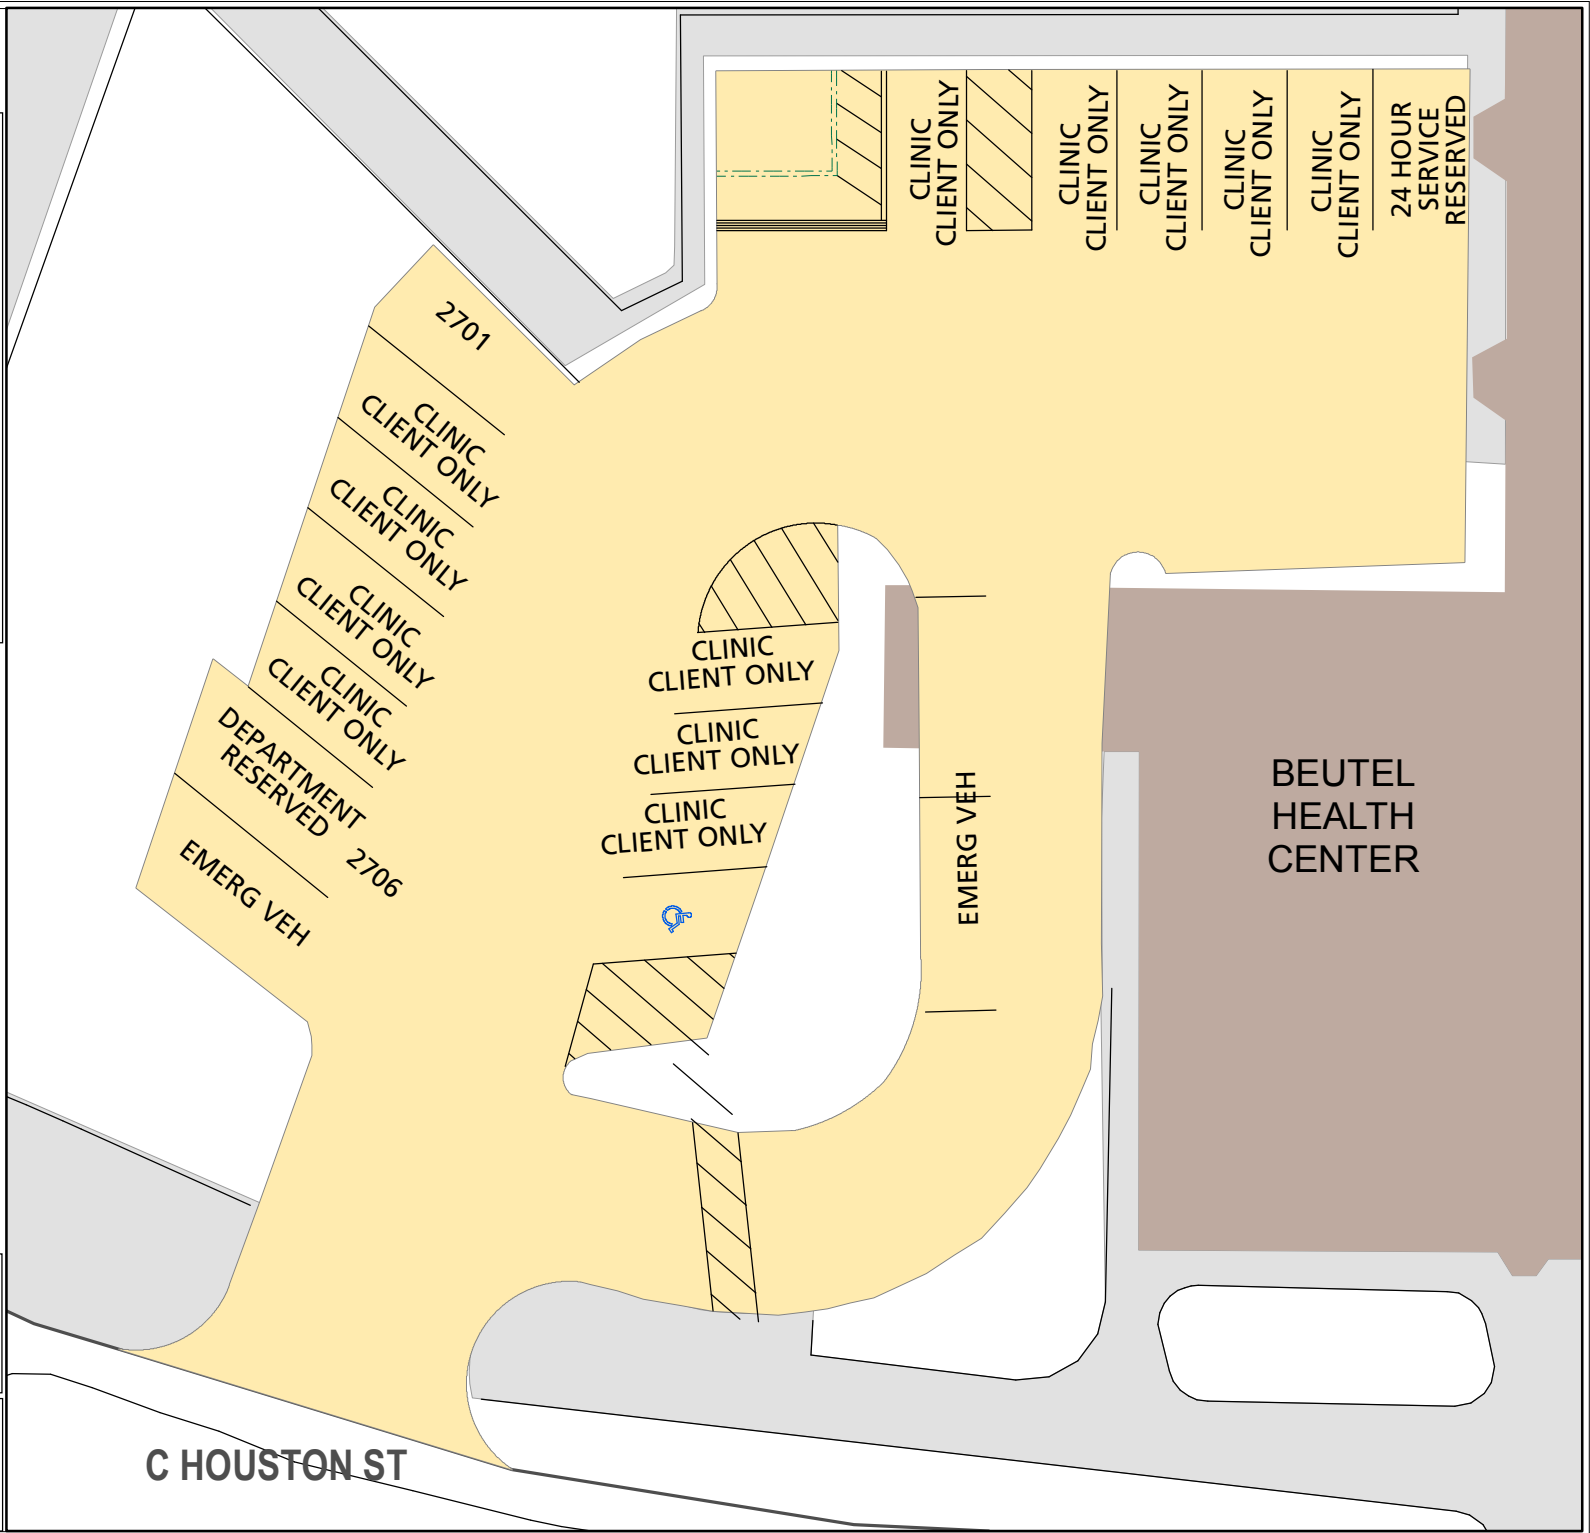 CLINIC
CLIENT ONLY
CLINIC
CLIENT ONLY
CLINIC
CLIENT ONLY
CLINIC
CLIENT ONLY
CLINIC
CLIENT ONLY
24 HOUR
SERVICE
RESERVED
2701
CLINIC
CLIENT ONLY
CLINIC
CLIENT ONLY
CLINIC
CLIENT ONLY
CLINIC
CLIENT ONLY
DEPARTMENT
RESERVED
2706
EMERG VEH
CLINIC
CLIENT ONLY
CLINIC
CLIENT ONLY
CLINIC
CLIENT ONLY
EMERG VEH
BEUTEL
HEALTH
CENTER
C HOUSTON ST